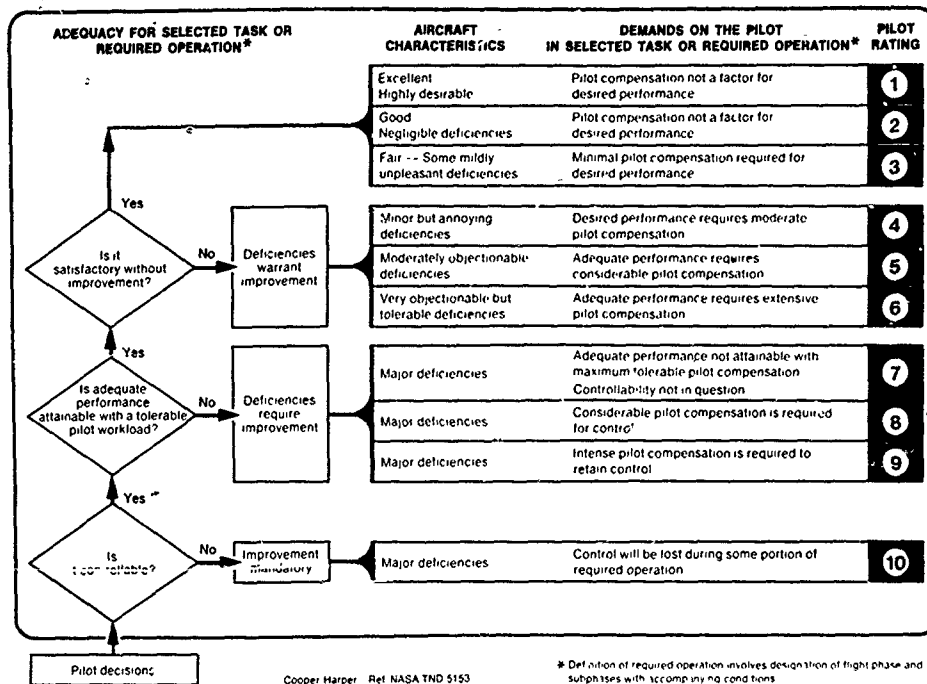 ADEQUACY FOR SELECTED TASK OR
REQUIRED OPERATION*
AIRCRAFT
CHARACTERISTICS
DEMANDS ON THE PILOT
IN SELECTED TASK OR REQUIRED OPERATION*
PILOT
RATING
Excellent
Highly desirable
Pilot compensation not a factor for
desired performance
1
Good
Negligible deficiencies
Pilot compensation not a factor for
desired performance
2
Fair -- Some mildly
unpleasant deficiencies
Minimal pilot compensation required for
desired performance
3
Yes
Is it
satisfactory without
improvement?
No
Deficiencies
warrant
improvement
Minor but annoying
deficiencies
Desired performance requires moderate
pilot compensation
4
Moderately objectionable
deficiencies
Adequate performance requires
considerable pilot compensation
5
Very objectionable but
tolerable deficiencies
Adequate performance requires extensive
pilot compensation
6
Yes
Is adequate
performance
attainable with a tolerable
pilot workload?
No
Deficiencies
require
improvement
Major deficiencies
Adequate performance not attainable with
maximum tolerable pilot compensation
Controllability not in question
7
Major deficiencies
Considerable pilot compensation is required
for control
8
Major deficiencies
Intense pilot compensation is required to
retain control
9
Yes
Is
No
Improvement
mandatory
Major deficiencies
Control will be lost during some portion of
required operation
10
Pilot decisions
Cooper Harper Ref NASA TND 5153
* Definition of required operation involves designation of flight phase and
subphases with accompanying conditions